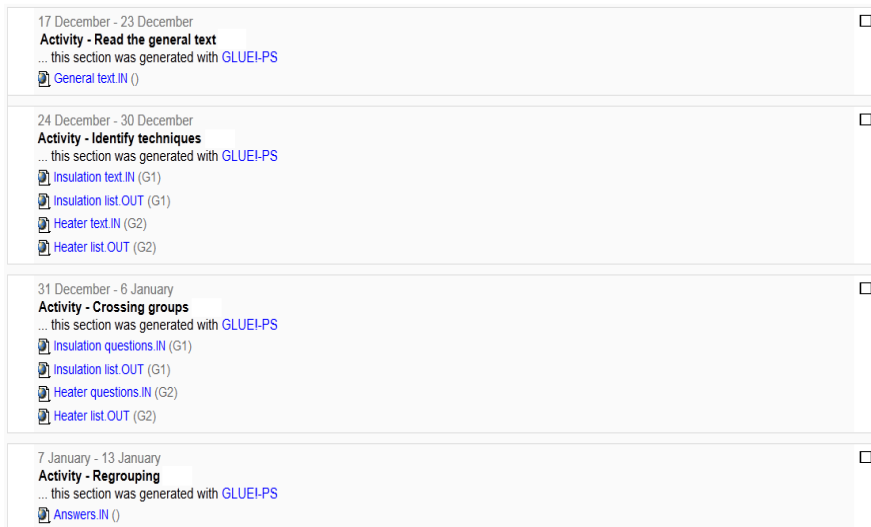 17 December - 23 December
Activity - Read the general text
... this section was generated with GLUE!-PS
General text.IN ()
24 December - 30 December
Activity - Identify techniques
... this section was generated with GLUE!-PS
Insulation text.IN (G1)
Insulation list.OUT (G1)
Heater text.IN (G2)
Heater list.OUT (G2)
31 December - 6 January
Activity - Crossing groups
... this section was generated with GLUE!-PS
Insulation questions.IN (G1)
Insulation list.OUT (G1)
Heater questions.IN (G2)
Heater list.OUT (G2)
7 January - 13 January
Activity - Regrouping
... this section was generated with GLUE!-PS
Answers.IN ()